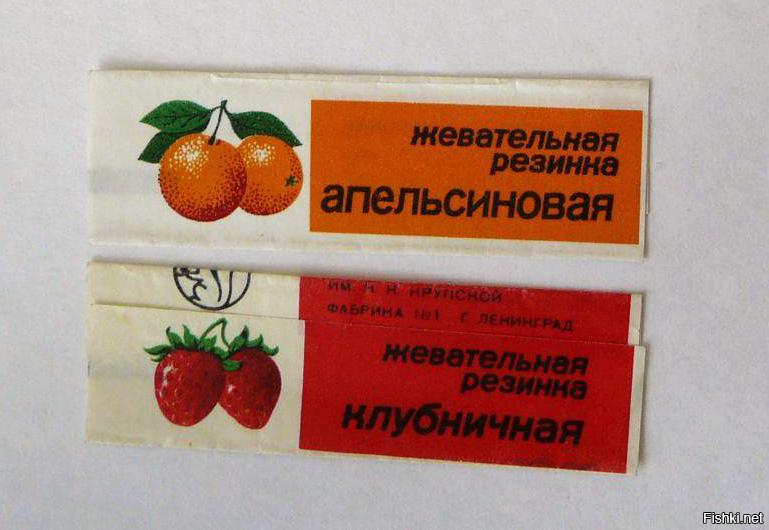 жевательная
резинка
апельсиновая
ИМ. Н. К. КРУПСКОЙ
ФАБРИКА №1 Г. ЛЕНИНГРАД
жевательная
резинка
клубничная
Fishki.net